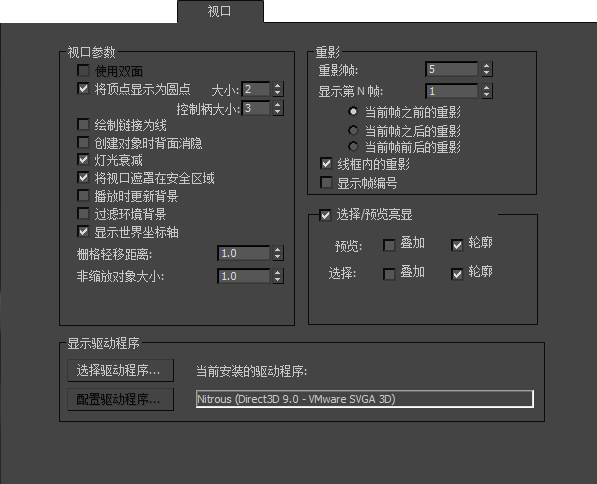 视口
视口参数
使用双面
将顶点显示为圆点 大小: 2
控制柄大小: 3
绘制链接为线
创建对象时背面消隐
灯光衰减
将视口遮罩在安全区域
播放时更新背景
过滤环境背景
显示世界坐标轴
栅格轻移距离: 1.0
非缩放对象大小: 1.0
重影
重影帧: 5
显示第 N 帧: 1
当前帧之前的重影
当前帧之后的重影
当前帧前后的重影
线框内的重影
显示帧编号
选择/预览亮显
预览: 叠加 轮廓
选择: 叠加 轮廓
显示驱动程序
选择驱动程序... 当前安装的驱动程序:
配置驱动程序... Nitrous (Direct3D 9.0 - VMware SVGA 3D)